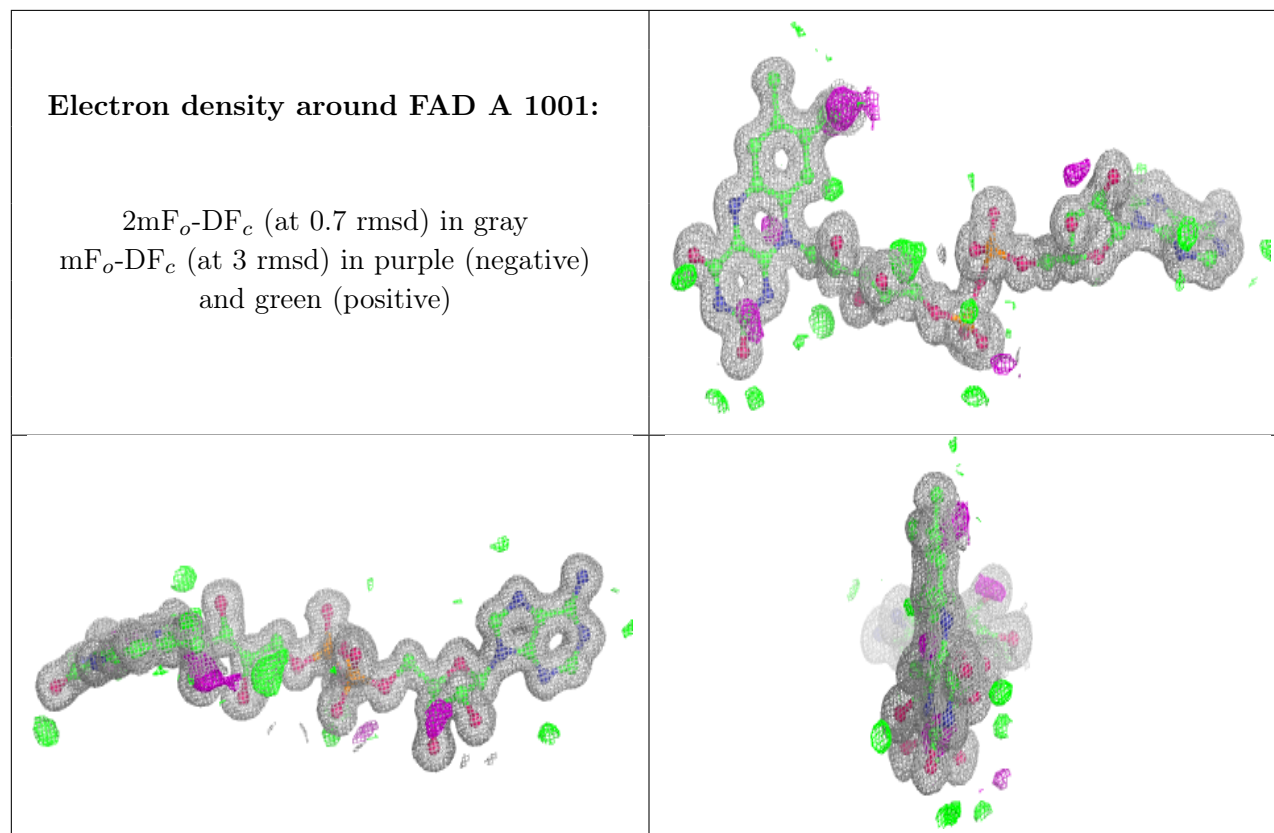 Electron density around FAD A 1001:
2mFo-DFc (at 0.7 rmsd) in gray
mFo-DFc (at 3 rmsd) in purple (negative)
and green (positive)